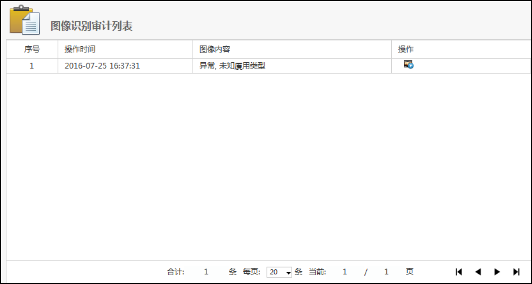 图像识别审计列表
序号 操作时间 图像内容 操作
1 2016-07-25 16:37:31 异常, 未知廣用类型
合计: 1 条 每页: 20 条 当前: 1 / 1 页